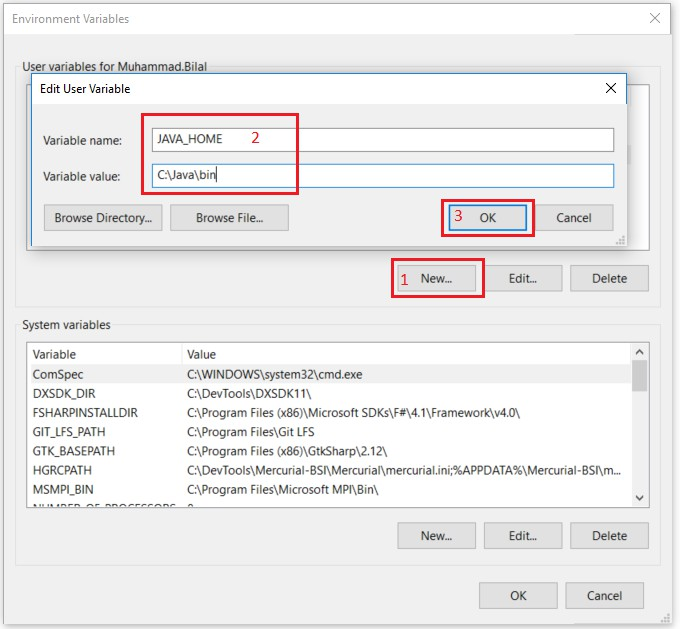 Environment Variables
User variables for Muhammad.Bilal
Edit User Variable
Variable name: JAVA_HOME 2
Variable value: C:\Java\bin
Browse Directory... Browse File... 3 OK Cancel
1 New... Edit... Delete
System variables
Variable Value
ComSpec C:\WINDOWS\system32\cmd.exe
DXSDK_DIR C:\DevTools\DXSDK11\
FSHARPINSTALLDIR C:\Program Files (x86)\Microsoft SDKs\F#\4.1\Framework\v4.0\
GIT_LFS_PATH C:\Program Files\Git LFS
GTK_BASEPATH C:\Program Files (x86)\GtkSharp\2.12\
HGRCPATH C:\DevTools\Mercurial-BSI\Mercurial\mercurial.ini;%APPDATA%\Mercurial-BSI\m...
MSMPI_BIN C:\Program Files\Microsoft MPI\Bin\
NUMBER_OF_PROCESSORS 8
New... Edit... Delete
OK Cancel